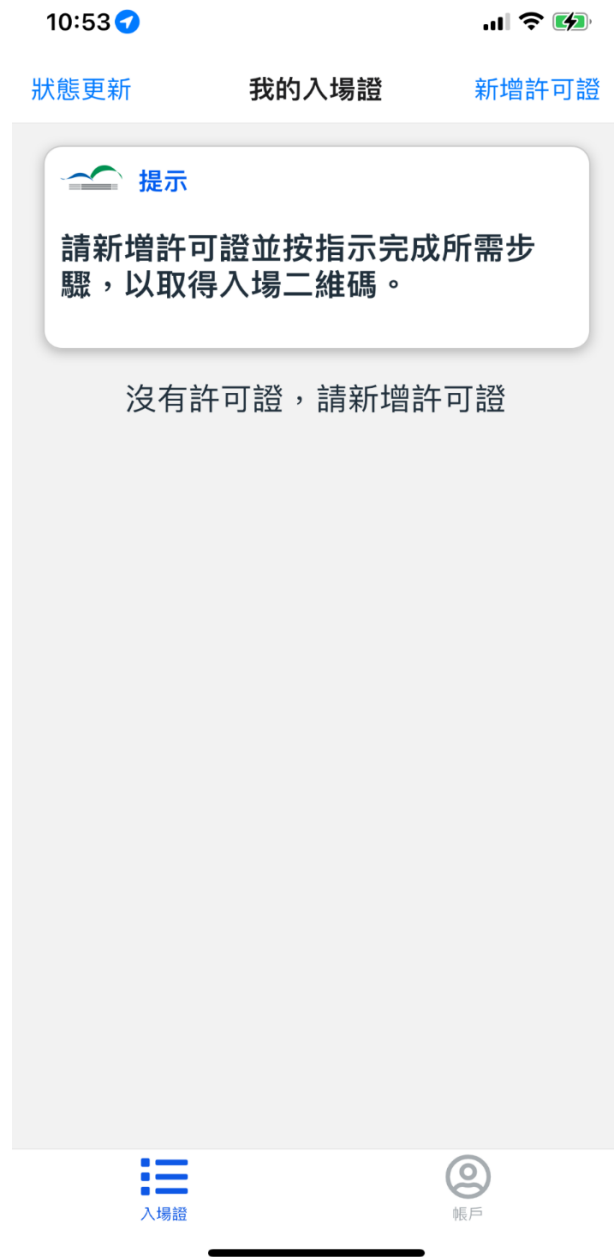 10:53
狀態更新
我的入場證
新增許可證
提示
請新增許可證並按指示完成所需步
驟，以取得入場二維碼。
沒有許可證，請新增許可證
入場證
帳戶